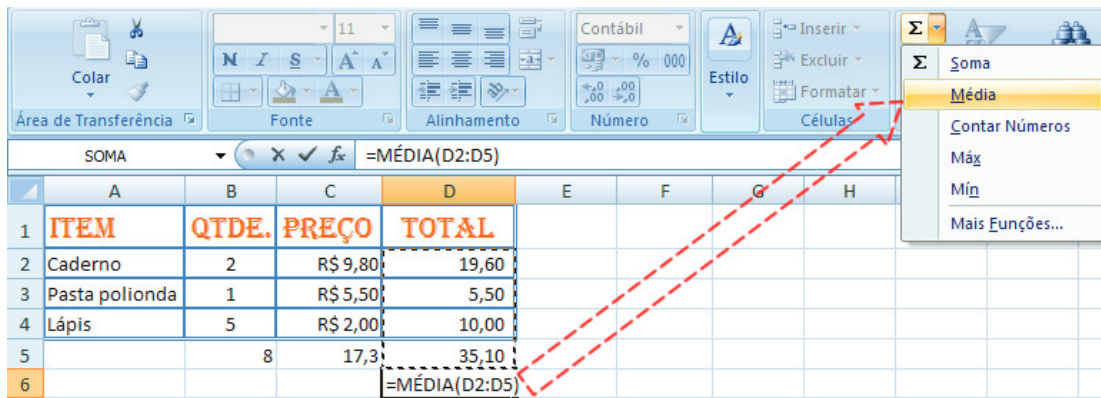 11 Contábil Inserir Σ
Colar N I S A A % 000 Estilo Excluir Σ Soma
,00 ,00 ,0 Formatar Média
Área de Transferência Fonte Alinhamento Número Células Contar Números
SOMA fx =MÉDIA(D2:D5) Máx
A B C D E F G H Mín
1 ITEM QTDE. PREÇO TOTAL Mais Funções...
2 Caderno 2 R$ 9,80 19,60
3 Pasta polionda 1 R$ 5,50 5,50
4 Lápis 5 R$ 2,00 10,00
5 8 17,3 35,10
6 =MÉDIA(D2:D5)